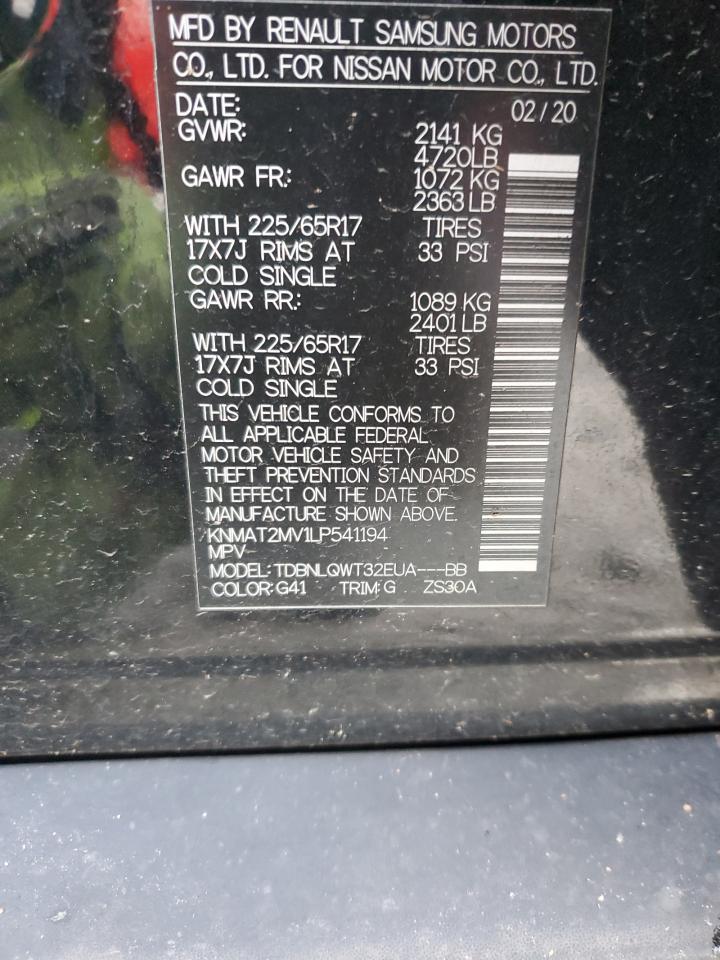 MFD BY RENAULT SAMSUNG MOTORS
CO., LTD. FOR NISSAN MOTOR CO., LTD.
DATE: 02/20
GVWR: 2141 KG
4720LB
GAWR FR.: 1072 KG
2363LB
WITH 225/65R17 TIRES
17X7J RIMS AT 33 PSI
COLD SINGLE
GAWR RR.: 1089 KG
2401LB
WITH 225/65R17 TIRES
17X7J RIMS AT 33 PSI
COLD SINGLE
THIS VEHICLE CONFORMS TO
ALL APPLICABLE FEDERAL
MOTOR VEHICLE SAFETY AND
THEFT PREVENTION STANDARDS
IN EFFECT ON THE DATE OF
MANUFACTURE SHOWN ABOVE.
KNMAT2MV1LP541194
MPV
MODEL: TDBNLQWT32EUA---BB
COLOR: G41 TRIM: G ZS30A